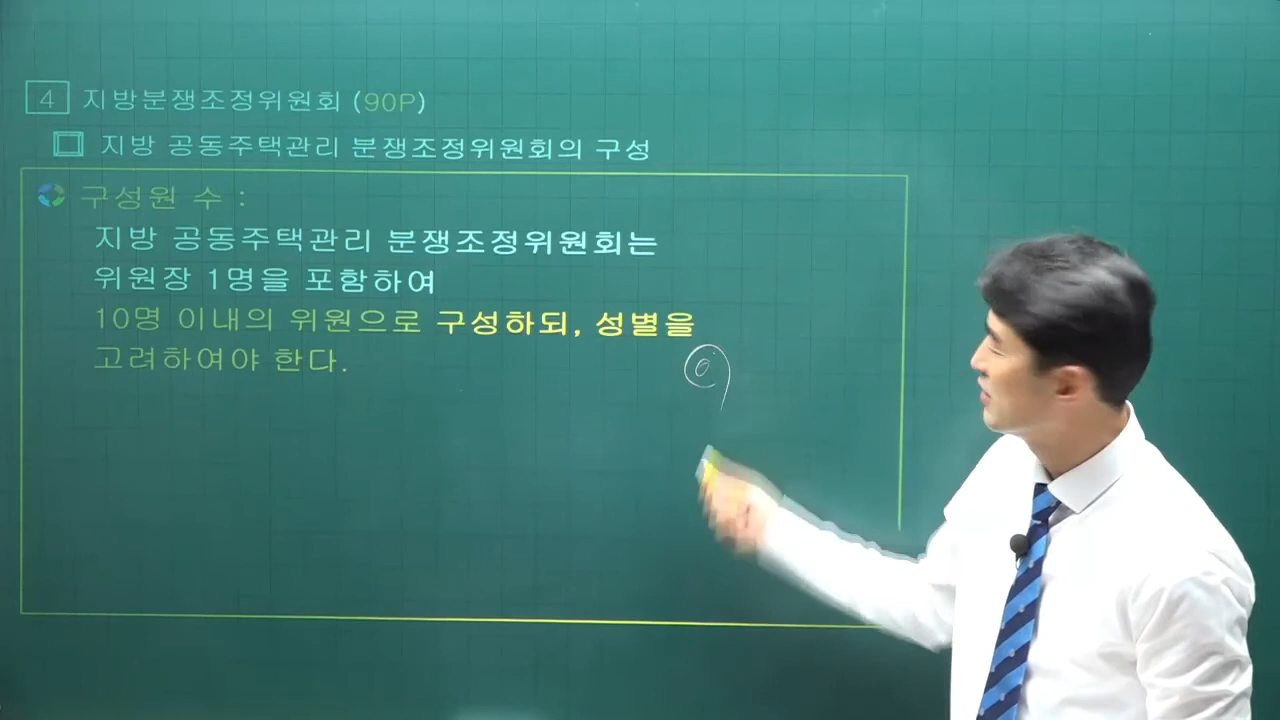 4 지방분쟁조정위원회 (90P)
지방 공동주택관리 분쟁조정위원회의 구성
구성원 수 :
지방 공동주택관리 분쟁조정위원회는
위원장 1명을 포함하여
10명 이내의 위원으로 구성하되, 성별을
고려하여야 한다.